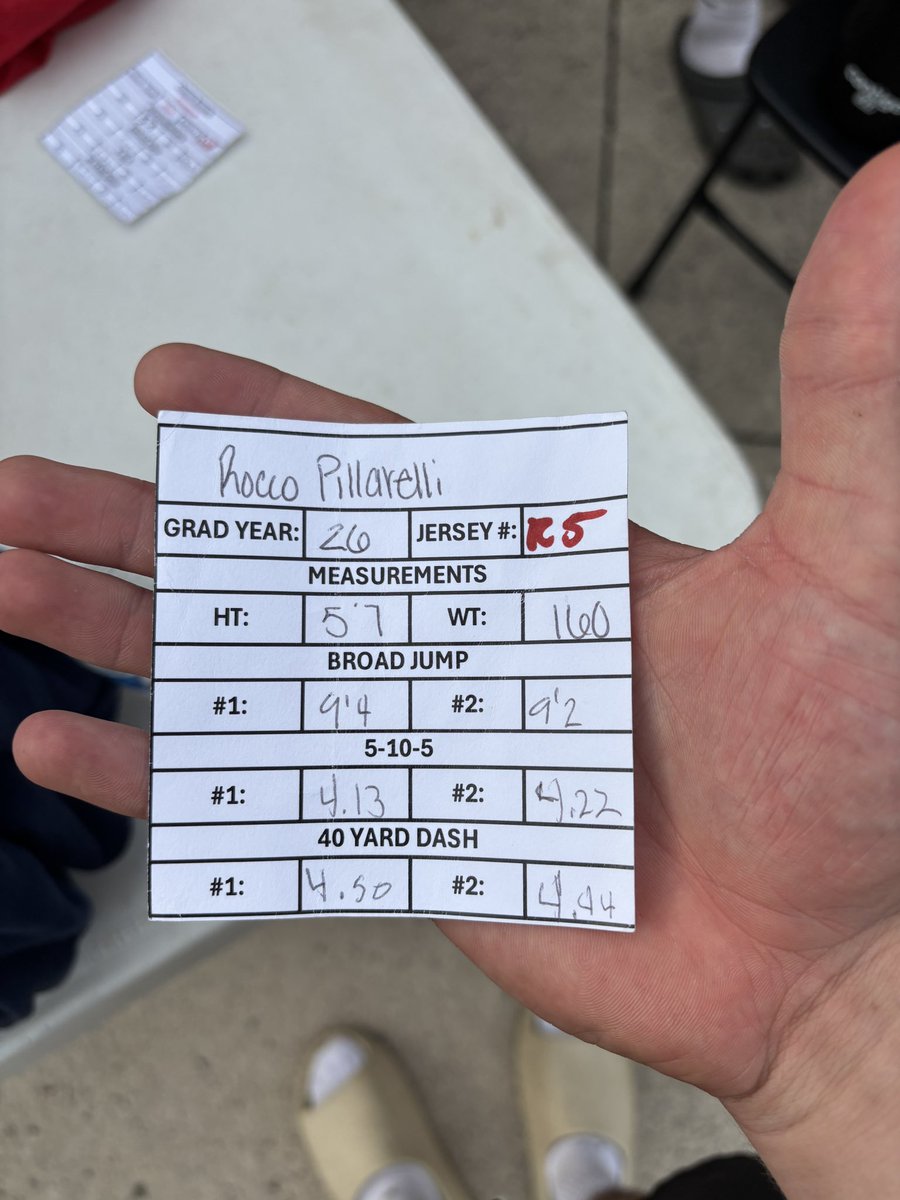 Rocco Pillarelli
GRAD YEAR: 26 JERSEY #: R5
MEASUREMENTS
HT: 5'7 WT: 160
BROAD JUMP
#1: 9'4 #2: 9'2
5-10-5
#1: 4.13 #2: 4.22
40 YARD DASH
#1: 4.50 #2: 4.44